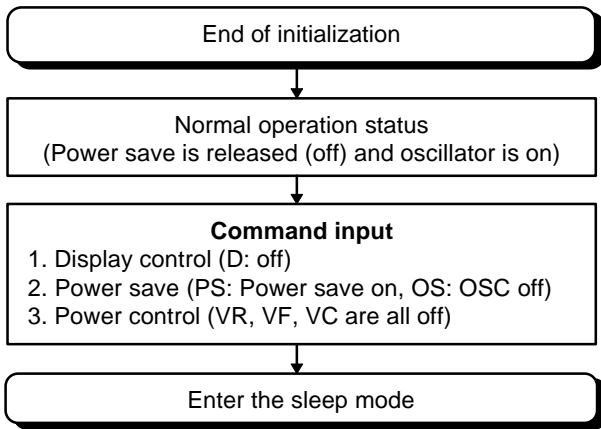 End of initialization
Normal operation status
(Power save is released (off) and oscillator is on)
Command input
1. Display control (D: off)
2. Power save (PS: Power save on, OS: OSC off)
3. Power control (VR, VF, VC are all off)
Enter the sleep mode